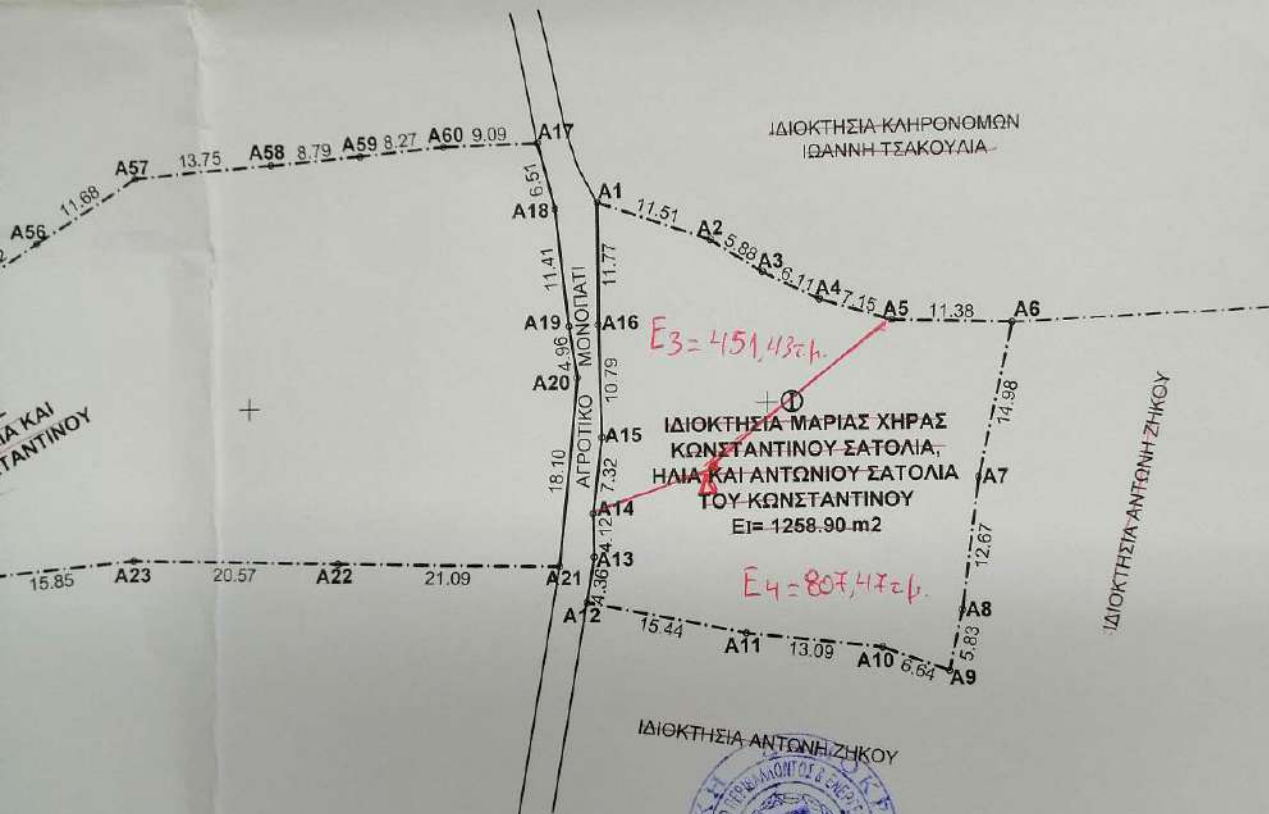 ΙΔΙΟΚΤΗΣΙΑ ΚΛΗΡΟΝΟΜΩΝ
ΙΩΑΝΝΗ ΤΣΑΚΟΥΛΙΑ
A17
A60 9.09
A59 8.27
A58 8.79
A57 13.75
11.68
A56
6.51
A18
A1
11.51
A2
5.88
A3
6.11
A4
7.15
A5
11.38
A6
11.41
11.77
A19
A16
4.96
A20
10.79
ΑΓΡΟΤΙΚΟ ΜΟΝΟΠΑΤΙ
E3 = 451,43τμ.
14.98
ΙΑ ΚΑΙ
ΤΑΝΤΙΝΟΥ
I
ΙΔΙΟΚΤΗΣΙΑ ΜΑΡΙΑΣ ΧΗΡΑΣ
ΚΩΝΣΤΑΝΤΙΝΟΥ ΣΑΤΟΛΙΑ,
ΗΛΙΑ ΚΑΙ ΑΝΤΩΝΙΟΥ ΣΑΤΟΛΙΑ
ΤΟΥ ΚΩΝΣΤΑΝΤΙΝΟΥ
EI= 1258.90 m2
A15
7.32
A7
18.10
A14
4.12
12.67
ΙΔΙΟΚΤΗΣΙΑ ΑΝΤΩΝΗ ΖΗΚΟΥ
A13
E4 = 807,47τμ.
15.85
A23
20.57
A22
21.09
A21
4.36
A12
A8
15.44
5.83
A11
13.09
A10
6.64
A9
ΙΔΙΟΚΤΗΣΙΑ ΑΝΤΩΝΗ ΖΗΚΟΥ
ΠΕΡΙΒΑΛΛΟΝΤΟΣ & ΕΝΕΡΓΕ